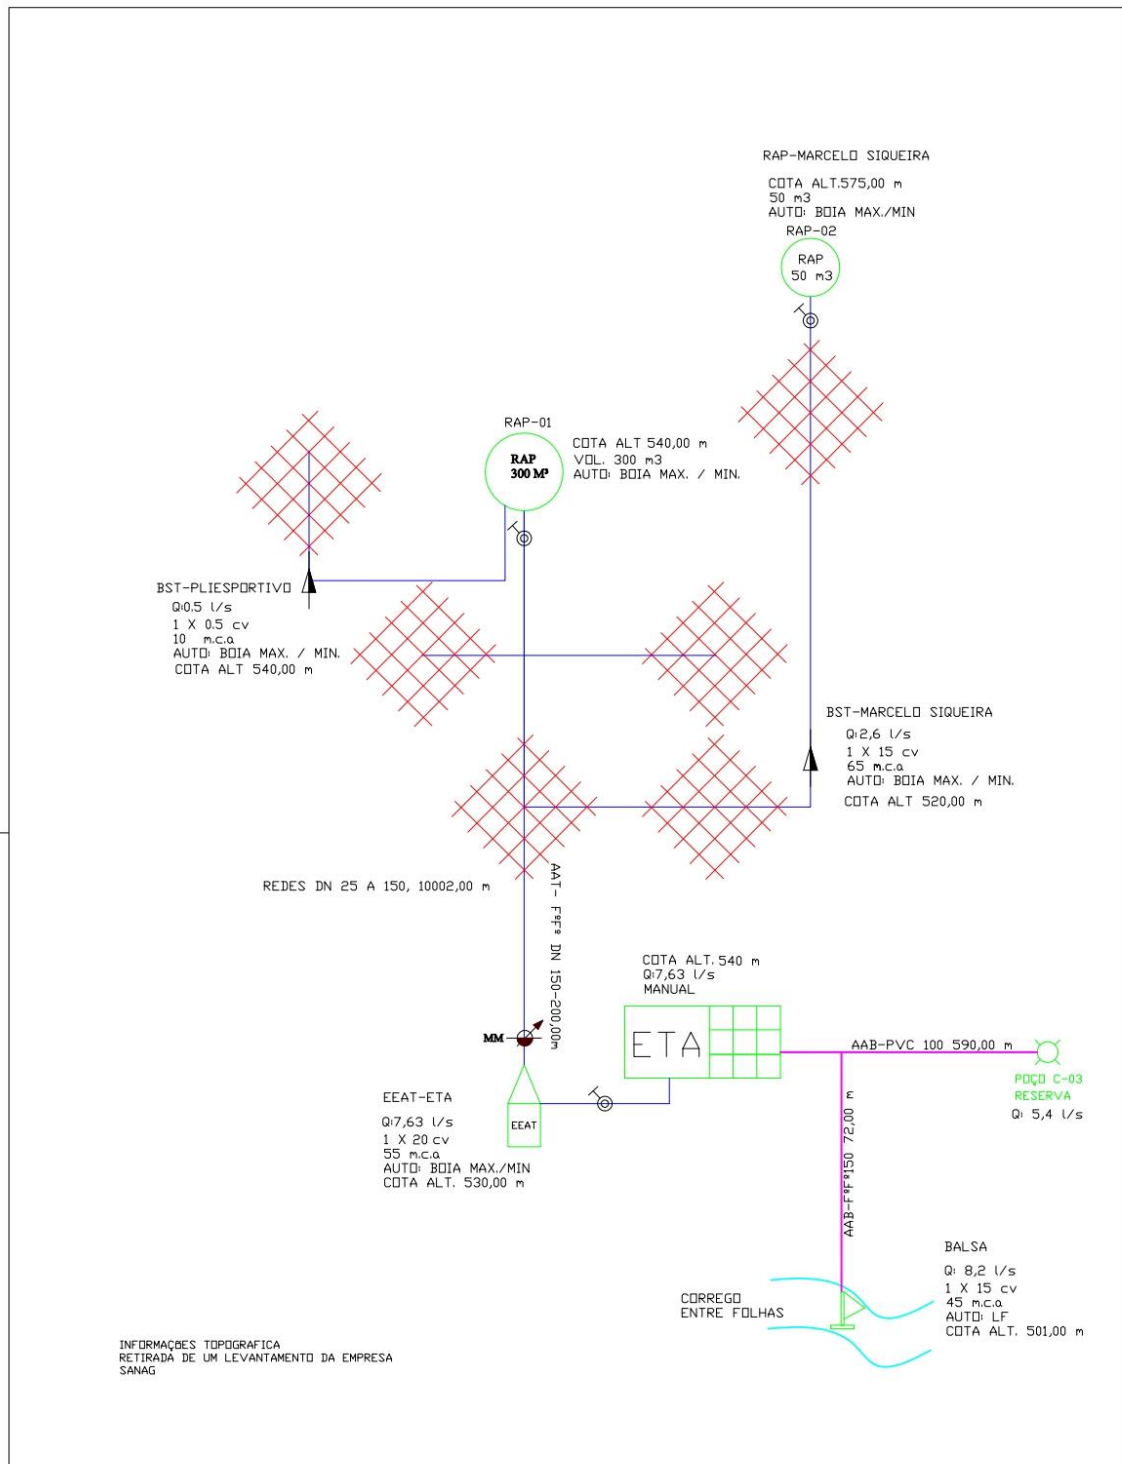 RAP-MARCELO SIQUEIRA
COTA ALT.575,00 m
50 m3
AUTO: BOIA MAX./MIN
RAP-02
RAP
50 m3
RAP-01
RAP
300 M³
COTA ALT 540,00 m
VOL. 300 m3
AUTO: BOIA MAX. / MIN.
BST-PLIESPORTIVO
Q:0.5 l/s
1 X 0.5 cv
10 m.c.a
AUTO: BOIA MAX. / MIN.
COTA ALT 540,00 m
BST-MARCELO SIQUEIRA
Q:2,6 l/s
1 X 15 cv
65 m.c.a
AUTO: BOIA MAX. / MIN.
COTA ALT 520,00 m
REDES DN 25 A 150, 10002,00 m
AAT- FºFº DN 150-200,00m
COTA ALT. 540 m
Q:7,63 l/s
MANUAL
ETA
MM
AAB-PVC 100 590,00 m
POÇO C-03
RESERVA
Q: 5,4 l/s
EEAT-ETA
Q:7,63 l/s
1 X 20 cv
55 m.c.a
AUTO: BOIA MAX./MIN
COTA ALT. 530,00 m
EEAT
AAB-FºFº150 72,00 m
BALSA
Q: 8,2 l/s
1 X 15 cv
45 m.c.a
AUTO: LF
COTA ALT. 501,00 m
CORREGO
ENTRE FOLHAS
INFORMAÇÕES TOPOGRAFICA
RETIRADA DE UM LEVANTAMENTO DA EMPRESA
SANAG